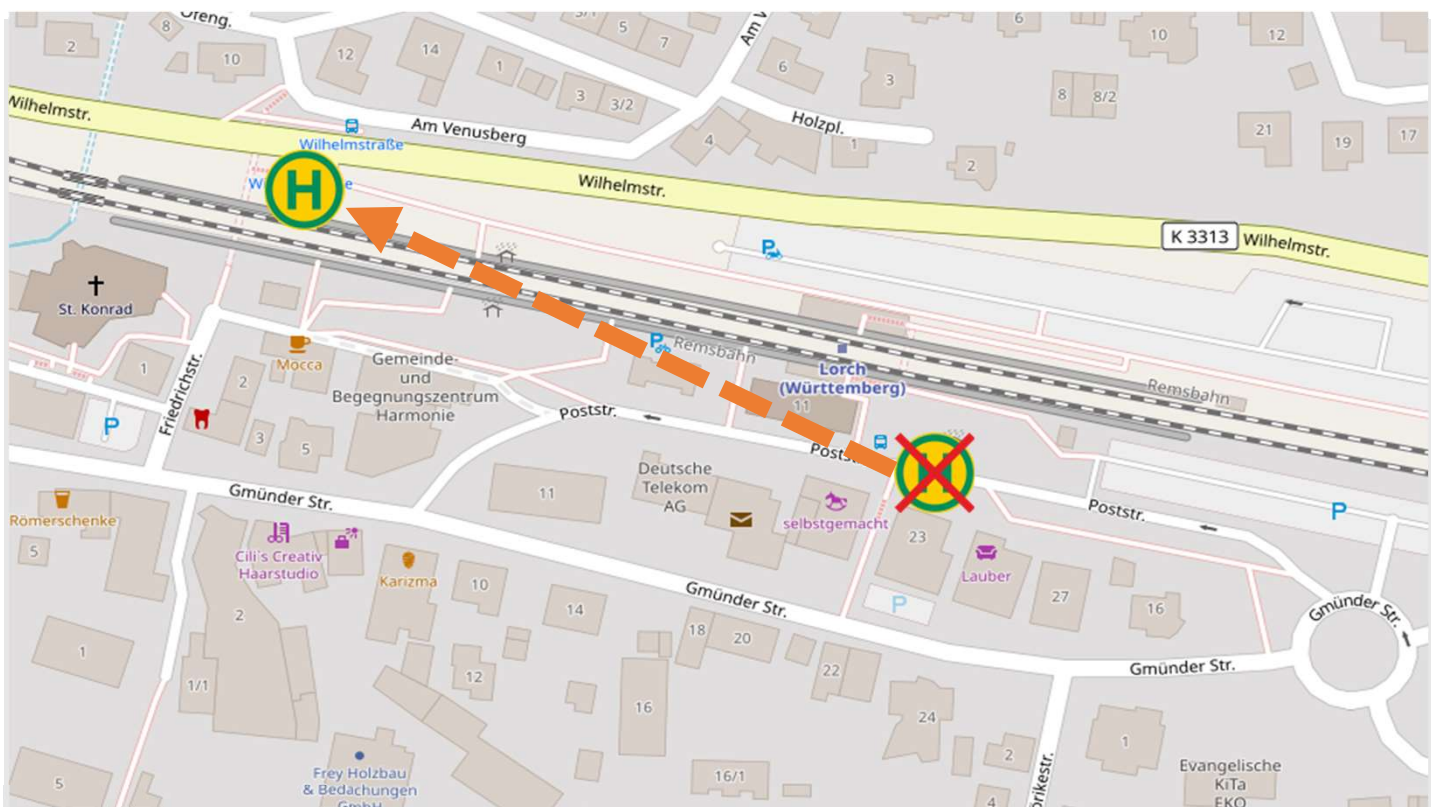 Ofeng.
8
2
10
12
14
1
3
3/2
3/1
5
7
Am V
6
3
6
10
12
8
8/2
21
19
17
Wilhelmstr.
Am Venusberg
Wilhelmstraße
4
Holzpl.
1
2
H
Wilhelmstr.
K 3313
Wilhelmstr.
P
St. Konrad
Mocca
P
Remsbahn
Lorch
(Württemberg)
11
Remsbahn
1
2
Gemeinde-
und
Begegnungszentrum
Harmonie
Friedrichstr.
P
3
5
Poststr.
H
Poststr.
P
Gmünder Str.
11
Deutsche
Telekom
AG
selbstgemacht
23
Lauber
27
16
P
Römerschenke
5
Cili's Creativ
Haarstudio
Karizma
10
14
18
20
22
Gmünder Str.
Gmünder Str.
Gmünder Str.
2
1
1/1
12
16
24
2
1
5
Frey Holzbau
& Bedachungen
GmbH
16/1
4
Evangelische
KiTa
EKO